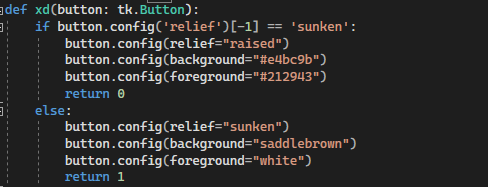 def xd(button: tk.Button):
    if button.config('relief')[-1] == 'sunken':
        button.config(relief="raised")
        button.config(background="#e4bc9b")
        button.config(foreground="#212943")
        return 0
    else:
        button.config(relief="sunken")
        button.config(background="saddlebrown")
        button.config(foreground="white")
        return 1